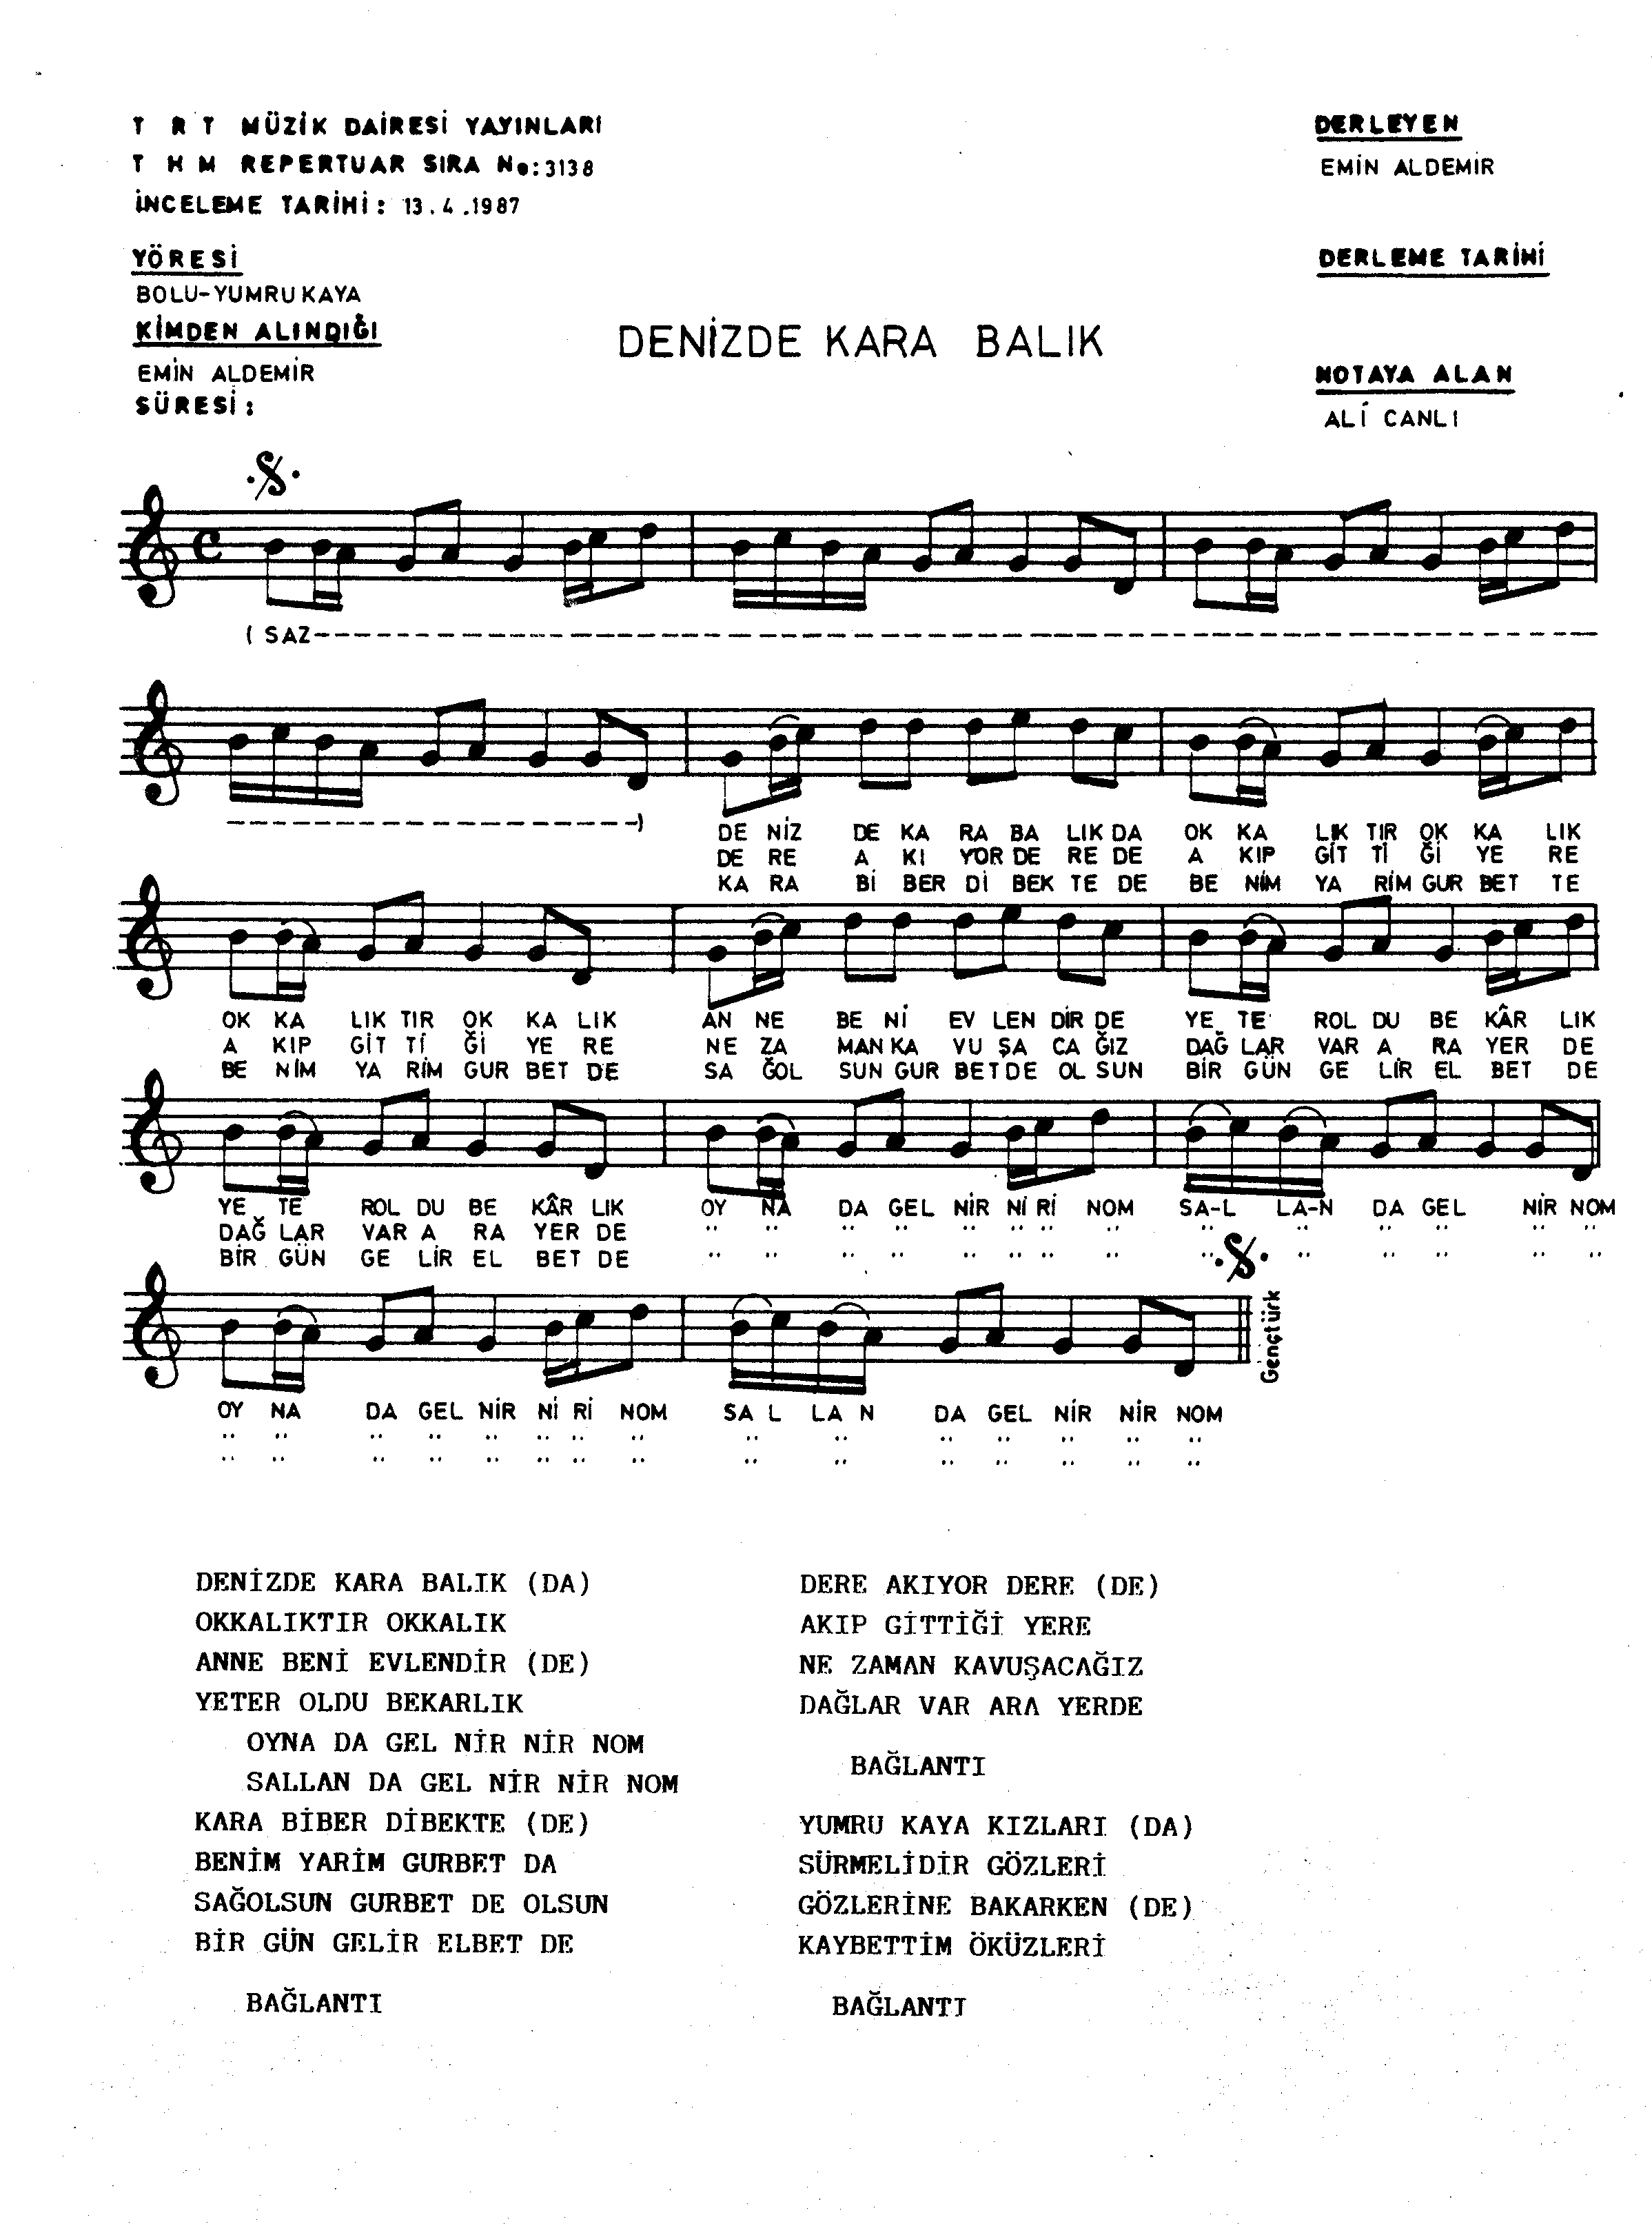 T R T MÜZİK DAİRESİ YAYINLARI
T H M REPERTUAR SIRA No:3138
İNCELEME TARİHİ: 13.4.1987
DERLEYEN
EMİN ALDEMİR
YÖRESİ
BOLU-YUMRUKAYA
DERLEME TARİHİ
KİMDEN ALINDIĞI
EMİN ALDEMİR
SÜRESİ:
DENİZDE KARA BALIK
NOTAYA ALAN
ALİ CANLI
( SAZ------------------------------
------------------)
DE NİZ DE KA RA BA LIK DA OK KA LIK TIR OK KA LIK
DE RE A KI YOR DE RE DE A KIP GİT Tİ Ğİ YE RE
KA RA Bİ BER Dİ BEK TE DE BE NİM YA RİM GUR BET TE
OK KA LIK TIR OK KA LIK AN NE BE Nİ EV LEN DİR DE YE TE ROL DU BE KÂR LIK
A KIP GİT Tİ Ğİ YE RE NE ZA MAN KA VU ŞA CA ĞIZ DAĞ LAR VAR A RA YER DE
BE NİM YA RİM GUR BET DE SA ĞOL SUN GUR BET DE OL SUN BİR GÜN GE LİR EL BET DE
YE TE ROL DU BE KÂR LIK OY NA DA GEL NİR Nİ Rİ NOM SA-L LA-N DA GEL NİR NOM
DAĞ LAR VAR A RA YER DE " " " " " " " " " " " " " "
BİR GÜN GE LİR EL BET DE " " " " " " " " " " " " " "
OY NA DA GEL NİR Nİ Rİ NOM SA L LA N DA GEL NİR NİR NOM
" " " " " " " " " " " " " " "
" " " " " " " " " " " " " " "
Gençtürk
DENİZDE KARA BALIK (DA)
OKKALIKTIR OKKALIK
ANNE BENİ EVLENDİR (DE)
YETER OLDU BEKARLIK
OYNA DA GEL NİR NİR NOM
SALLAN DA GEL NİR NİR NOM
KARA BİBER DİBEKTE (DE)
BENİM YARİM GURBET DA
SAĞOLSUN GURBET DE OLSUN
BİR GÜN GELİR ELBET DE
BAĞLANTI
DERE AKIYOR DERE (DE)
AKIP GİTTİĞİ YERE
NE ZAMAN KAVUŞACAĞIZ
DAĞLAR VAR ARA YERDE
BAĞLANTI
YUMRU KAYA KIZLARI (DA)
SÜRMELİDİR GÖZLERİ
GÖZLERİNE BAKARKEN (DE)
KAYBETTİM ÖKÜZLERİ
BAĞLANTI